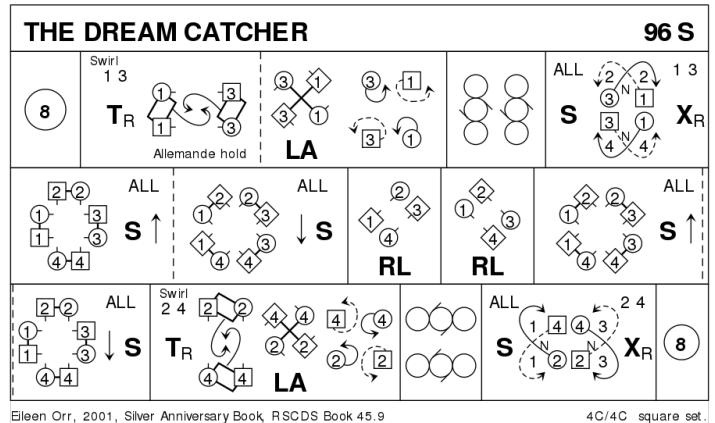 THE DREAM CATCHER 96 S
8
Swirl
1 3
T R
1 3
1 3
Allemande hold
3 1
3 1
LA
3 1
3 1
ALL 1 3
2 2
3 N 1
S X R
3 1
N
4 4
ALL
2 2
1 3
1 3
4 4
S
ALL
2 2
1 3
1 3
4 4
S
2
1 3
4
RL
2
1 3
4
RL
ALL
2 2
1 3
1 3
4 4
S
ALL
2 2
1 3
1 3
4 4
S
Swirl
2 4
T R
2 2
4 4
4 4
2 2
LA
4 4
2 2
ALL 2 4
1 4 4 3
S N N X R
1 2 2 3
8
Eileen Orr, 2001, Silver Anniversary Book, RSCDS Book 45.9 4C/4C square set.